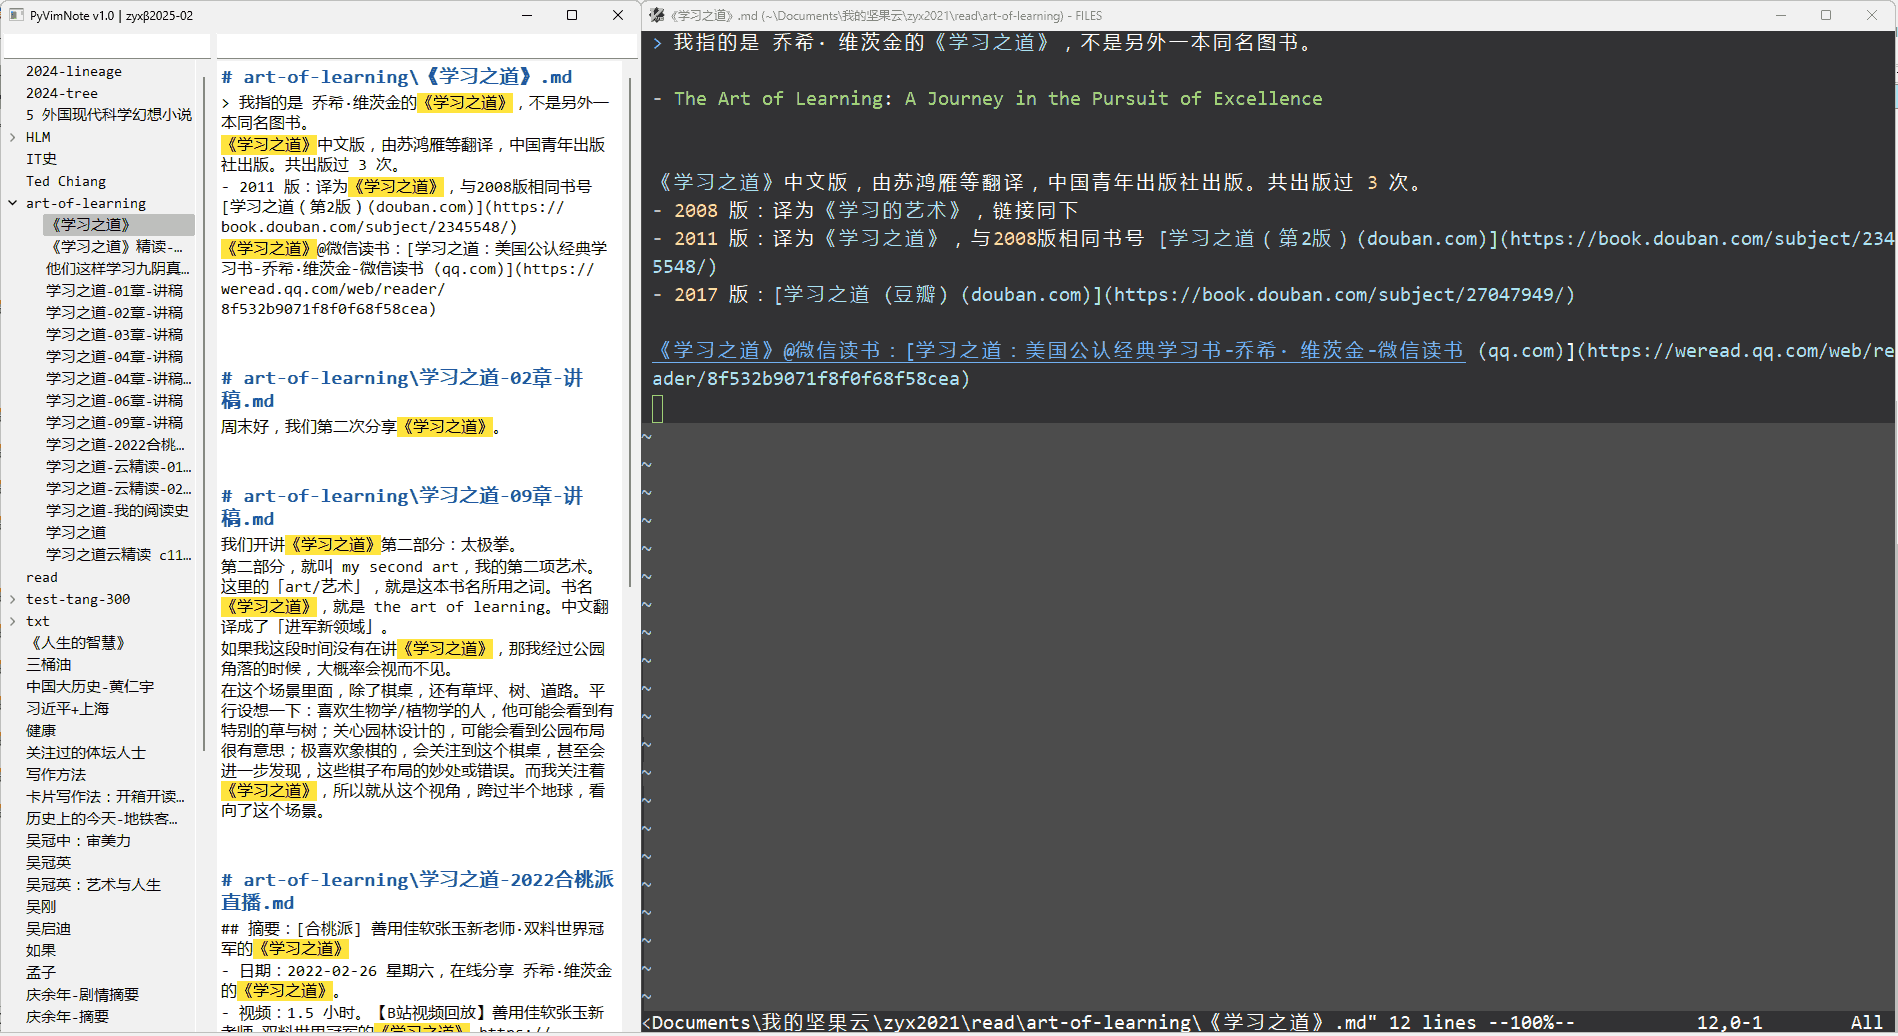 PyVimNote v1.0 | zyxβ2025-02
2024-lineage
2024-tree
5 外国现代科学幻想小说
HLM
IT史
Ted Chiang
art-of-learning
《学习之道》
《学习之道》精读-...
他们这样学习九阴真...
学习之道-01章-讲稿
学习之道-02章-讲稿
学习之道-03章-讲稿
学习之道-04章-讲稿
学习之道-04章-讲稿...
学习之道-06章-讲稿
学习之道-09章-讲稿
学习之道-2022合桃...
学习之道-云精读-01...
学习之道-云精读-02...
学习之道-我的阅读史
学习之道
学习之道云精读 c11...
read
test-tang-300
txt
《人生的智慧》
三桶油
中国大历史-黄仁宇
习近平+上海
健康
关注过的体坛人士
写作方法
卡片写作法：开箱开读...
历史上的今天-地铁客...
吴冠中：审美力
吴冠英
吴冠英：艺术与人生
吴刚
吴启迪
如果
孟子
庆余年-剧情摘要
庆余年-摘要
# art-of-learning\《学习之道》.md
> 我指的是 乔希·维茨金的《学习之道》，不是另外一
本同名图书。
《学习之道》中文版，由苏鸿雁等翻译，中国青年出版
社出版。共出版过 3 次。
- 2011 版：译为《学习之道》，与2008版相同书号
[学习之道（第2版）(douban.com)](https://
book.douban.com/subject/2345548/)
《学习之道》@微信读书：[学习之道：美国公认经典学
习书-乔希·维茨金-微信读书 (qq.com)](https://
weread.qq.com/web/reader/
8f532b9071f8f0f68f58cea)
# art-of-learning\学习之道-02章-讲
稿.md
周末好，我们第二次分享《学习之道》。
# art-of-learning\学习之道-09章-讲
稿.md
我们开讲《学习之道》第二部分：太极拳。
第二部分，就叫 my second art，我的第二项艺术。
这里的「art/艺术」，就是这本书名所用之词。书名
《学习之道》，就是 the art of learning。中文翻
译成了「进军新领域」。
如果我这段时间没有在讲《学习之道》，那我经过公园
角落的时候，大概率会视而不见。
在这个场景里面，除了棋桌，还有草坪、树、道路。平
行设想一下：喜欢生物学/植物学的人，他可能会看到有
特别的草与树；关心园林设计的，可能会看到公园布局
很有意思；极喜欢象棋的，会关注到这个棋桌，甚至会
进一步发现，这些棋子布局的妙处或错误。而我关注着
《学习之道》，所以就从这个视角，跨过半个地球，看
向了这个场景。
# art-of-learning\学习之道-2022合桃派
直播.md
## 摘要：[合桃派] 善用佳软张玉新老师·双料世界冠
军的《学习之道》
- 日期：2022-02-26 星期六，在线分享 乔希·维茨金
的《学习之道》。
- 视频：1.5 小时。【B站视频回放】善用佳软张玉新
老师·双料世界冠军的《学习之道》 https://
《学习之道》.md (~\Documents\我的坚果云\zyx2021\read\art-of-learning) - FILES
> 我指的是 乔希· 维茨金的《学习之道》，不是另外一本同名图书。
- The Art of Learning: A Journey in the Pursuit of Excellence
《学习之道》中文版，由苏鸿雁等翻译，中国青年出版社出版。共出版过 3 次。
- 2008 版：译为《学习的艺术》，链接同下
- 2011 版：译为《学习之道》，与2008版相同书号 [学习之道（第2版）(douban.com)](https://book.douban.com/subject/234
5548/)
- 2017 版：[学习之道 (豆瓣) (douban.com)](https://book.douban.com/subject/27047949/)
《学习之道》@微信读书：[学习之道：美国公认经典学习书-乔希· 维茨金-微信读书 (qq.com)](https://weread.qq.com/web/re
ader/8f532b9071f8f0f68f58cea)
<Documents\我的坚果云\zyx2021\read\art-of-learning\《学习之道》.md" 12 lines --100%-- 12,0-1 All